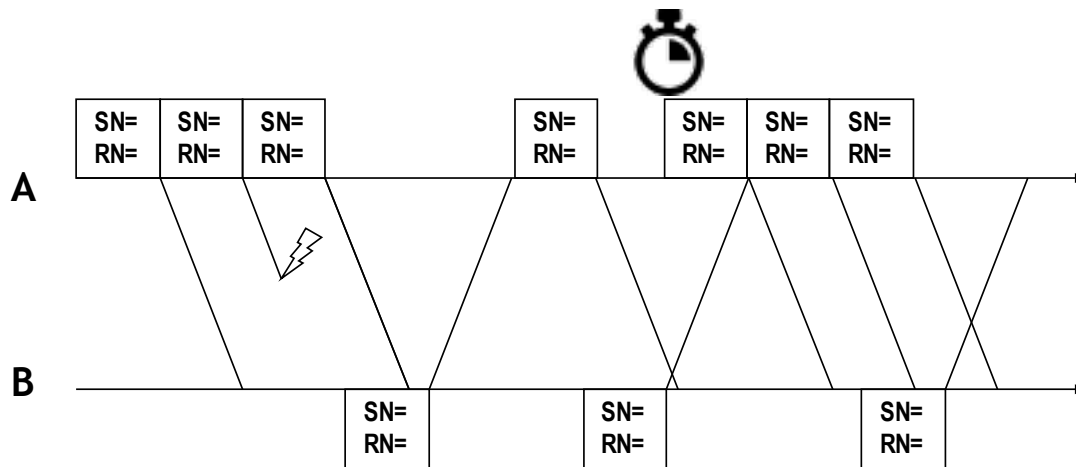 SN= SN= SN= SN= SN= SN= SN=
RN= RN= RN= RN= RN= RN= RN=
A
B
SN= SN= SN=
RN= RN= RN=